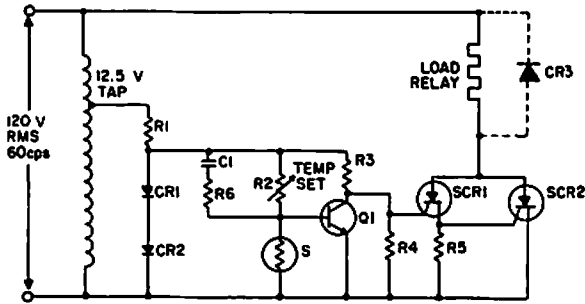 12.5 V
TAP
120 V
RMS
60cps
R1
CR1
CR2
C1
R6
R2
TEMP
SET
S
R3
Q1
R4
LOAD
RELAY
CR3
SCR1
R5
SCR2